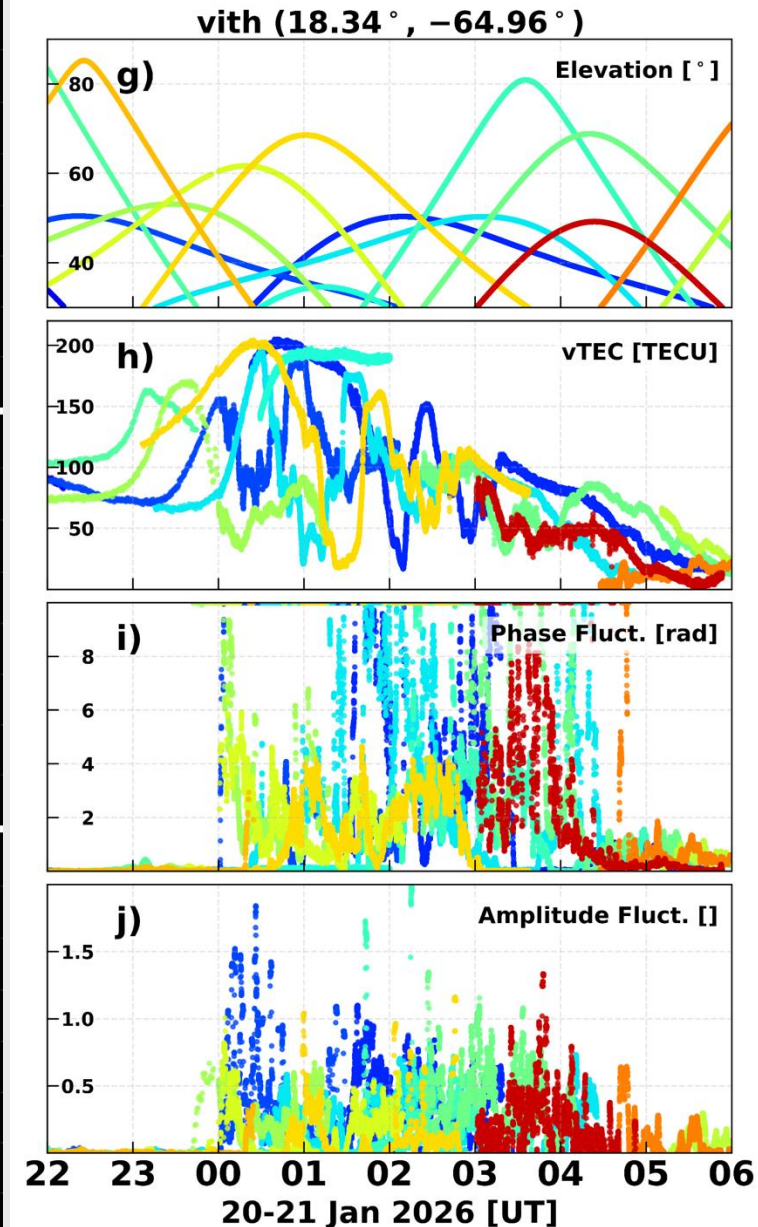 vith (18.34°, −64.96°)
g)
Elevation [°]
80
60
40
h)
vTEC [TECU]
200
150
100
50
i)
Phase Fluct. [rad]
8
6
4
2
j)
Amplitude Fluct. []
1.5
1.0
0.5
22 23 00 01 02 03 04 05 06
20-21 Jan 2026 [UT]